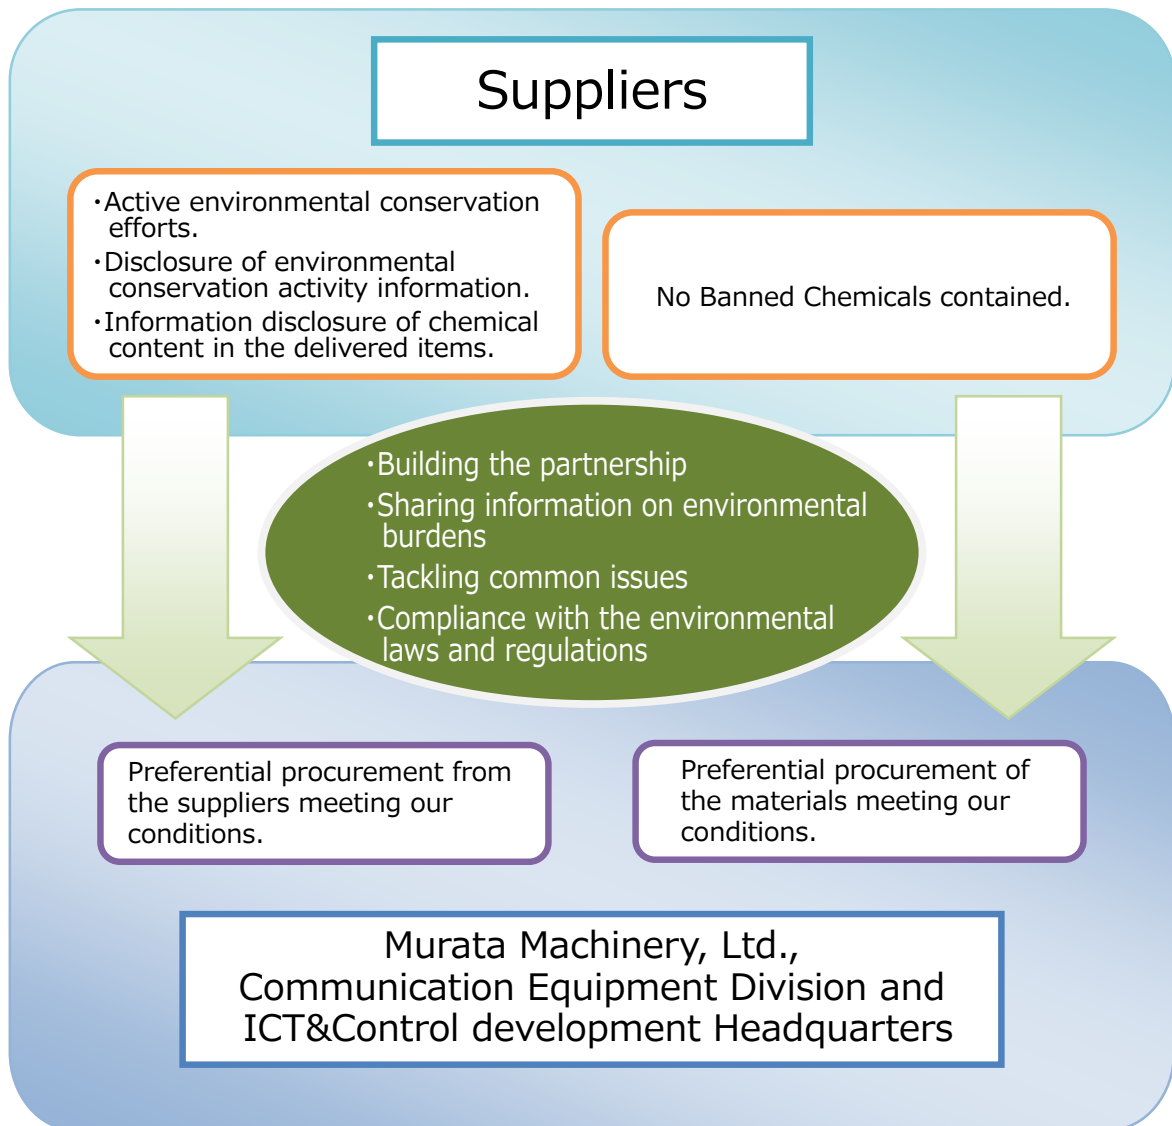 Suppliers
・Active environmental conservation
efforts.
・Disclosure of environmental
conservation activity information.
・Information disclosure of chemical
content in the delivered items.
No Banned Chemicals contained.
・Building the partnership
・Sharing information on environmental
burdens
・Tackling common issues
・Compliance with the environmental
laws and regulations
Preferential procurement from
the suppliers meeting our
conditions.
Preferential procurement of
the materials meeting our
conditions.
Murata Machinery, Ltd.,
Communication Equipment Division and
ICT&Control development Headquarters